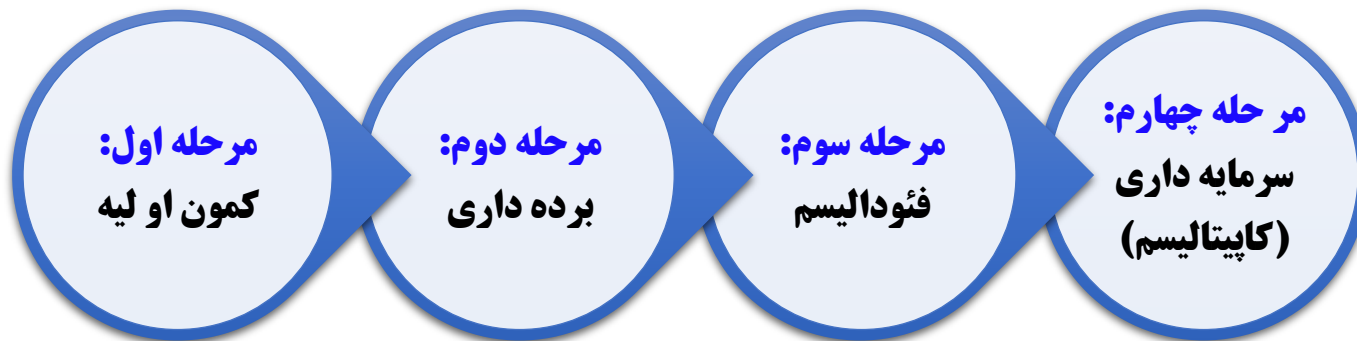 مرحله اول:
کمون او لیه
مرحله دوم:
برده داری
مرحله سوم:
فئودالیسم
مر حله چهارم:
سرمایه داری
(کاپیتالیسم)